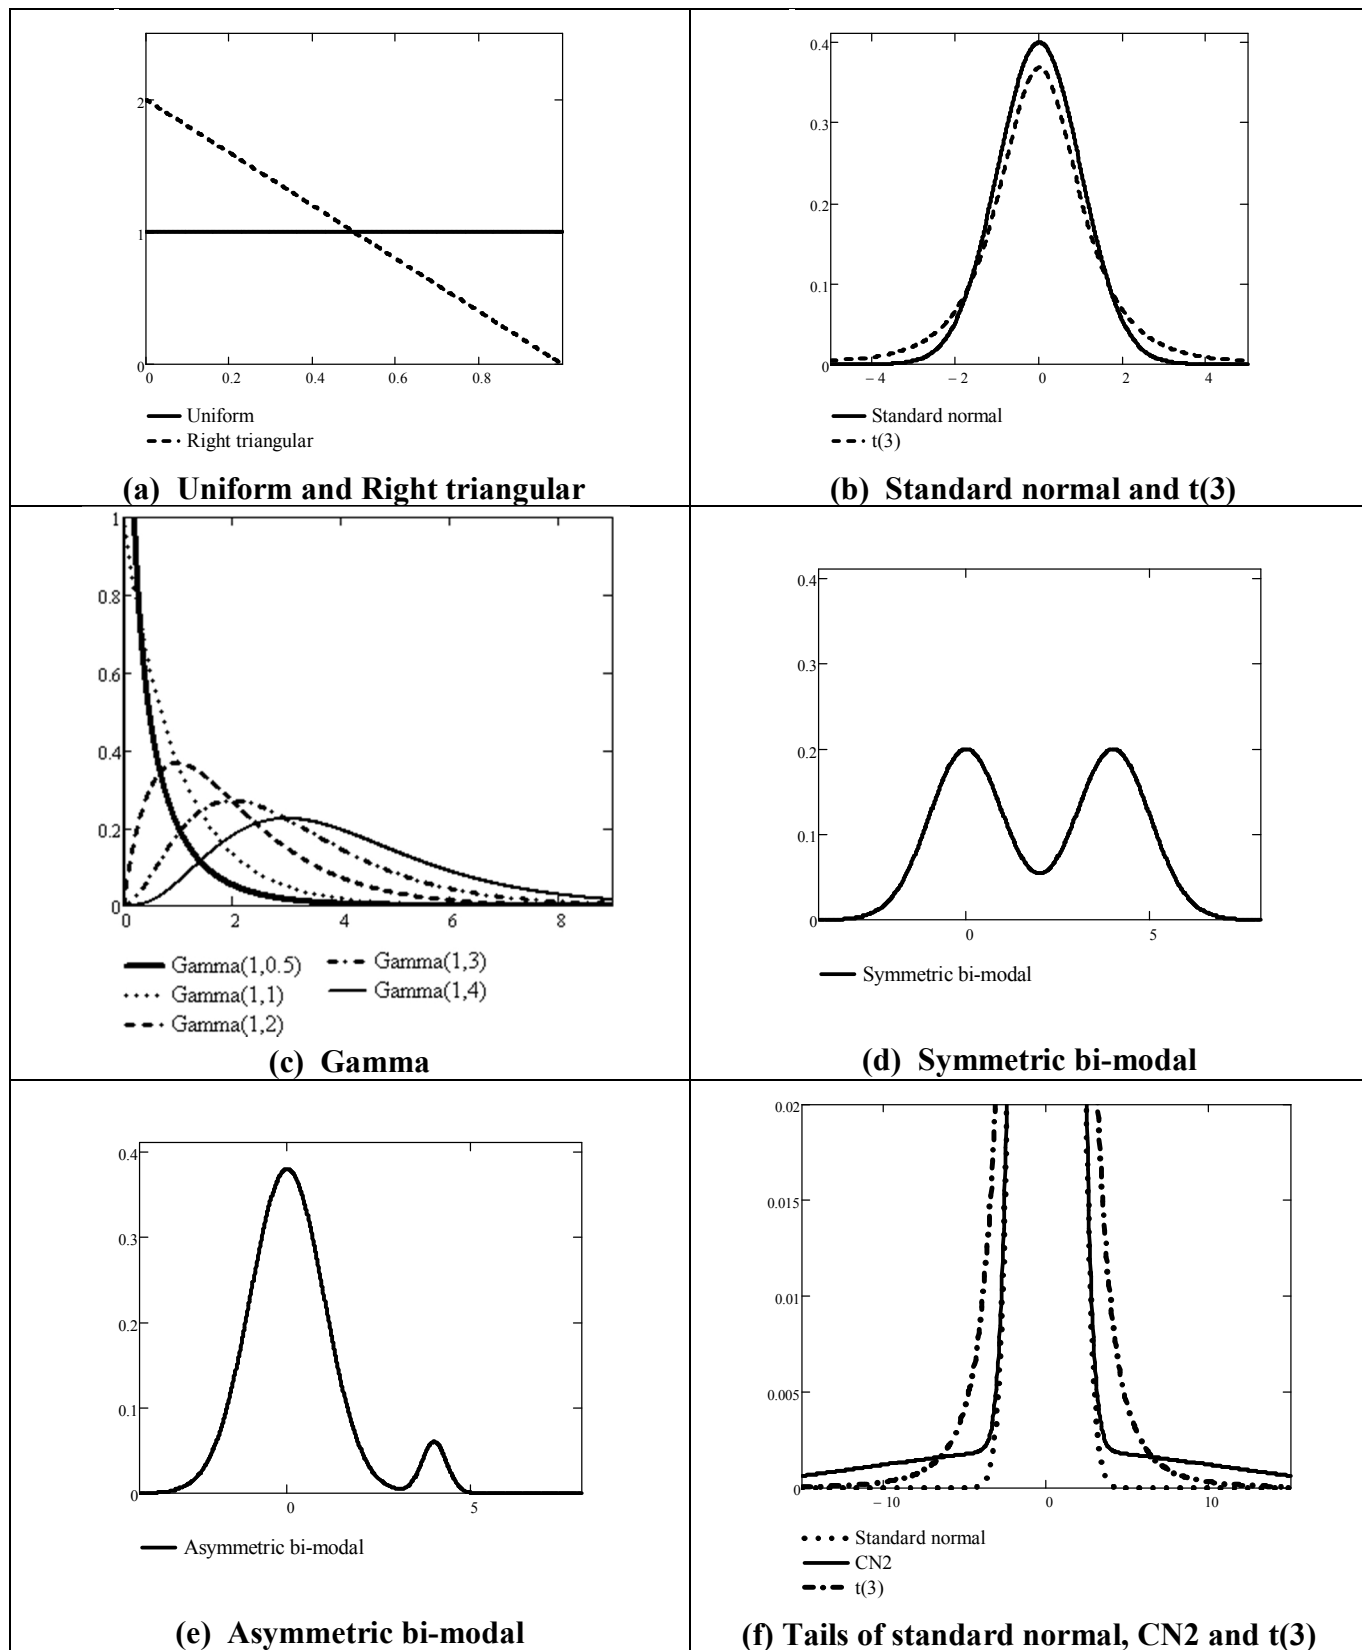 2
1
0
0 0.2 0.4 0.6 0.8
Uniform
Right triangular
(a) Uniform and Right triangular
0.4
0.3
0.2
0.1
0
− 4 − 2 0 2 4
Standard normal
t(3)
(b) Standard normal and t(3)
1
0.8
0.6
0.4
0.2
0
0 2 4 6 8
Gamma(1,0.5) Gamma(1,3)
Gamma(1,1) Gamma(1,4)
Gamma(1,2)
(c) Gamma
0.4
0.3
0.2
0.1
0
0 5
Symmetric bi-modal
(d) Symmetric bi-modal
0.4
0.3
0.2
0.1
0
0 5
Asymmetric bi-modal
(e) Asymmetric bi-modal
0.02
0.015
0.01
0.005
0
− 10 0 10
Standard normal
CN2
t(3)
(f) Tails of standard normal, CN2 and t(3)